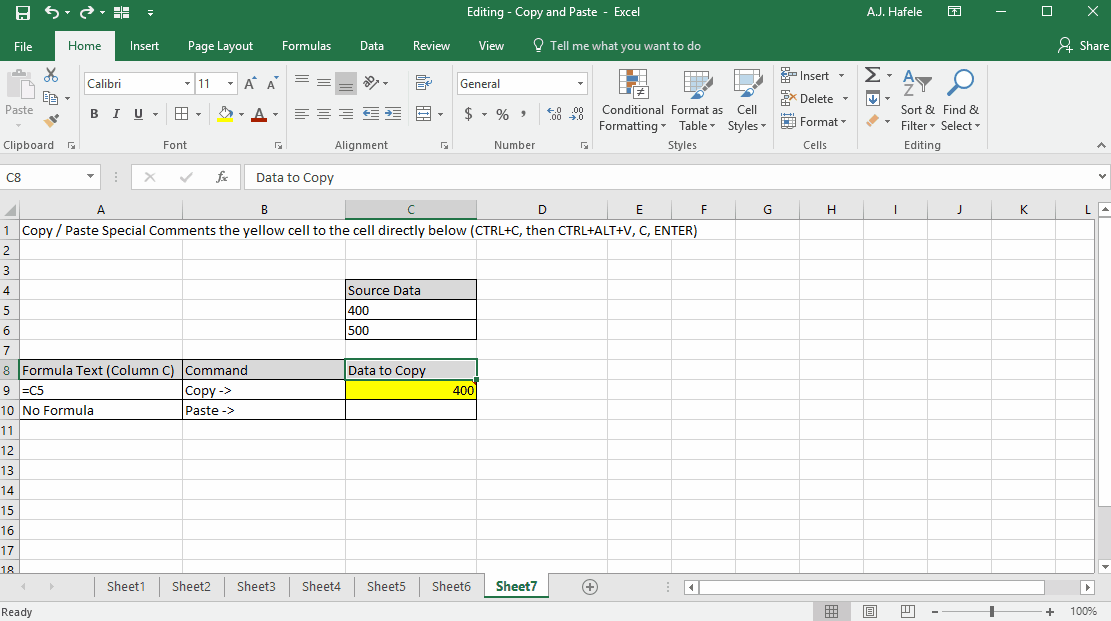 Editing - Copy and Paste - Excel
A.J. Hafele
File Home Insert Page Layout Formulas Data Review View Tell me what you want to do Share
Paste
Calibri 11
General
Conditional Formatting
Format as Table
Cell Styles
Insert
Delete
Format
Sort & Filter
Find & Select
B I U
$ % ,
Clipboard Font Alignment Number Styles Cells Editing
C8 fx Data to Copy
A B C D E F G H I J K L
1 Copy / Paste Special Comments the yellow cell to the cell directly below (CTRL+C, then CTRL+ALT+V, C, ENTER)
2
3
4 Source Data
5 400
6 500
7
8 Formula Text (Column C) Command Data to Copy
9 =C5 Copy -> 400
10 No Formula Paste ->
11
12
13
14
15
16
17
18
Sheet1 Sheet2 Sheet3 Sheet4 Sheet5 Sheet6 Sheet7
Ready 100%